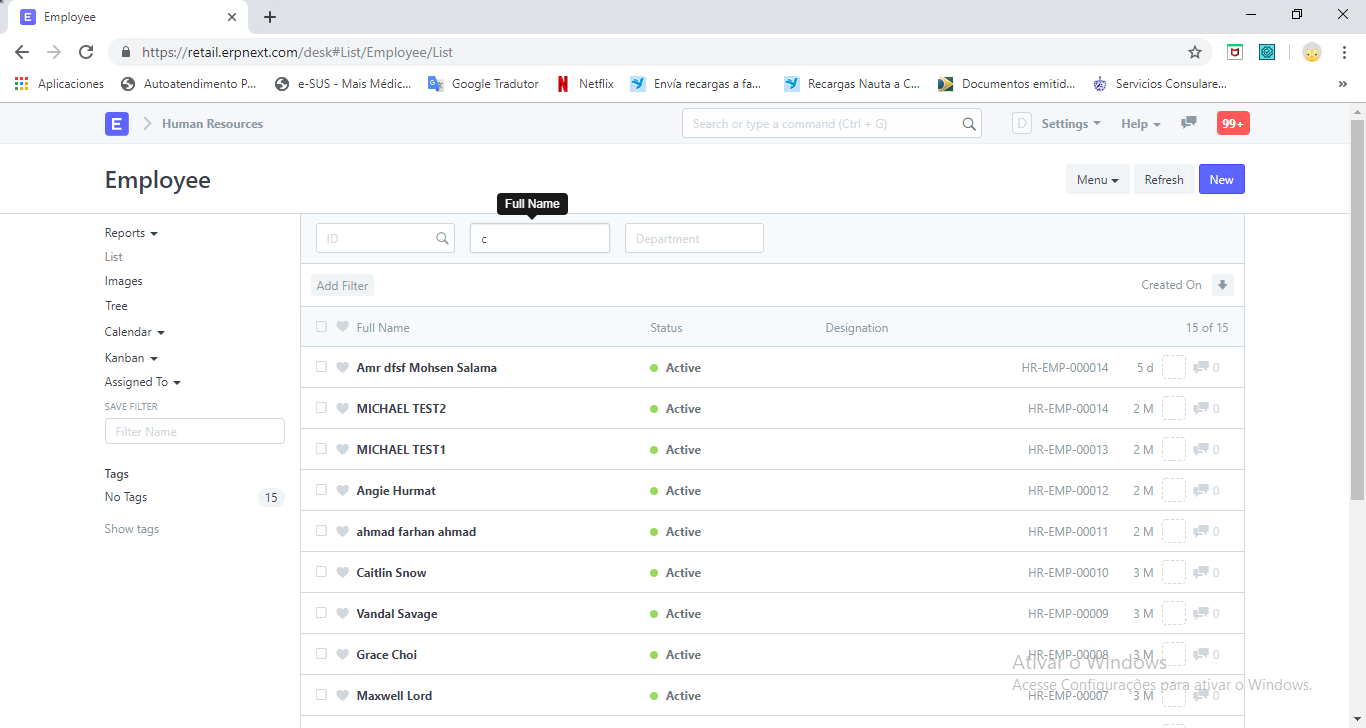 Employee
https://retail.erpnext.com/desk#List/Employee/List
Aplicaciones Autoatendimento P... e-SUS - Mais Médic... Google Tradutor Netflix Envía recargas a fa... Recargas Nauta a C... Documentos emitid... Servicios Consulare... »
E Human Resources Search or type a command (Ctrl + G) D Settings Help 99+
Employee Menu Refresh New
Full Name
ID c Department
Reports
List
Images
Tree
Calendar
Kanban
Assigned To
SAVE FILTER
Filter Name
Tags
No Tags 15
Show tags
Add Filter Created On
Full Name Status Designation 15 of 15
Amr dfsf Mohsen Salama Active HR-EMP-000014 5 d 0
MICHAEL TEST2 Active HR-EMP-00014 2 M 0
MICHAEL TEST1 Active HR-EMP-00013 2 M 0
Angie Hurmat Active HR-EMP-00012 2 M 0
ahmad farhan ahmad Active HR-EMP-00011 2 M 0
Caitlin Snow Active HR-EMP-00010 3 M 0
Vandal Savage Active HR-EMP-00009 3 M 0
Grace Choi Active HR-EMP-00008 3 M 0
Maxwell Lord Active HR-EMP-00007 3 M 0
Ativar o Windows
Acesse Configurações para ativar o Windows.